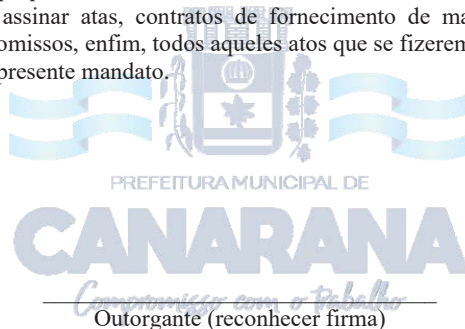 assinar atas, contratos de fornecimento de ma
omissos, enfim, todos aqueles atos que se fizerem
presente mandato.
PREFEITURA MUNICIPAL DE
CANARANA
Compromisso com o Trabalho
Outorgante (reconhecer firma)